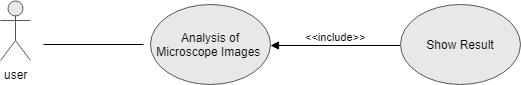 user
Analysis of
Microscope Images
<<include>>
Show Result